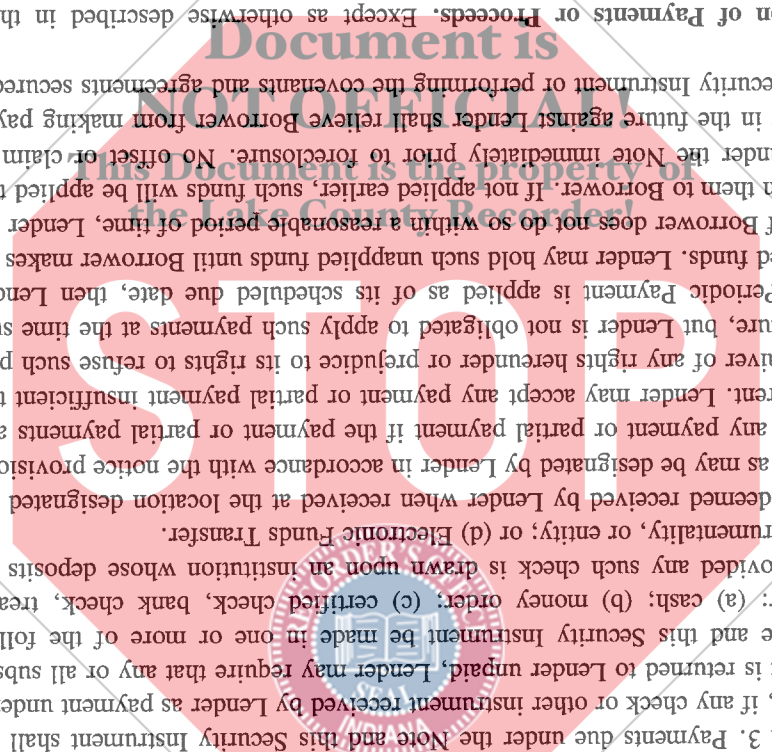 Document is
NOT OFFICIAL!
This Document is the property of
the Lake County Recorder!
STOP
RECORDER'S
SEAL
INDIANA
3. Payments due under the Note and this Security Instrument shall
, if any check or other instrument received by Lender as payment under
is returned to Lender unpaid, Lender may require that any or all subs
e and this Security Instrument be made in one or more of the foll
: (a) cash; (b) money order; (c) certified check, bank check, trea
ovided any such check is drawn upon an institution whose deposits
rumentality, or entity; or (d) Electronic Funds Transfer.
deemed received by Lender when received at the location designated
as may be designated by Lender in accordance with the notice provisio
any payment or partial payment if the payment or partial payments a
rent. Lender may accept any payment or partial payment insufficient t
iver of any rights hereunder or prejudice to its rights to refuse such p
ure, but Lender is not obligated to apply such payments at the time su
Periodic Payment is applied as of its scheduled due date, then Lend
ed funds. Lender may hold such unapplied funds until Borrower makes
f Borrower does not do so within a reasonable period of time, Lender
n them to Borrower. If not applied earlier, such funds will be applied t
nder the Note immediately prior to foreclosure. No offset or claim
in the future against Lender shall relieve Borrower from making pay
ecurity Instrument or performing the covenants and agreements secured
n of Payments or Proceeds. Except as otherwise described in th